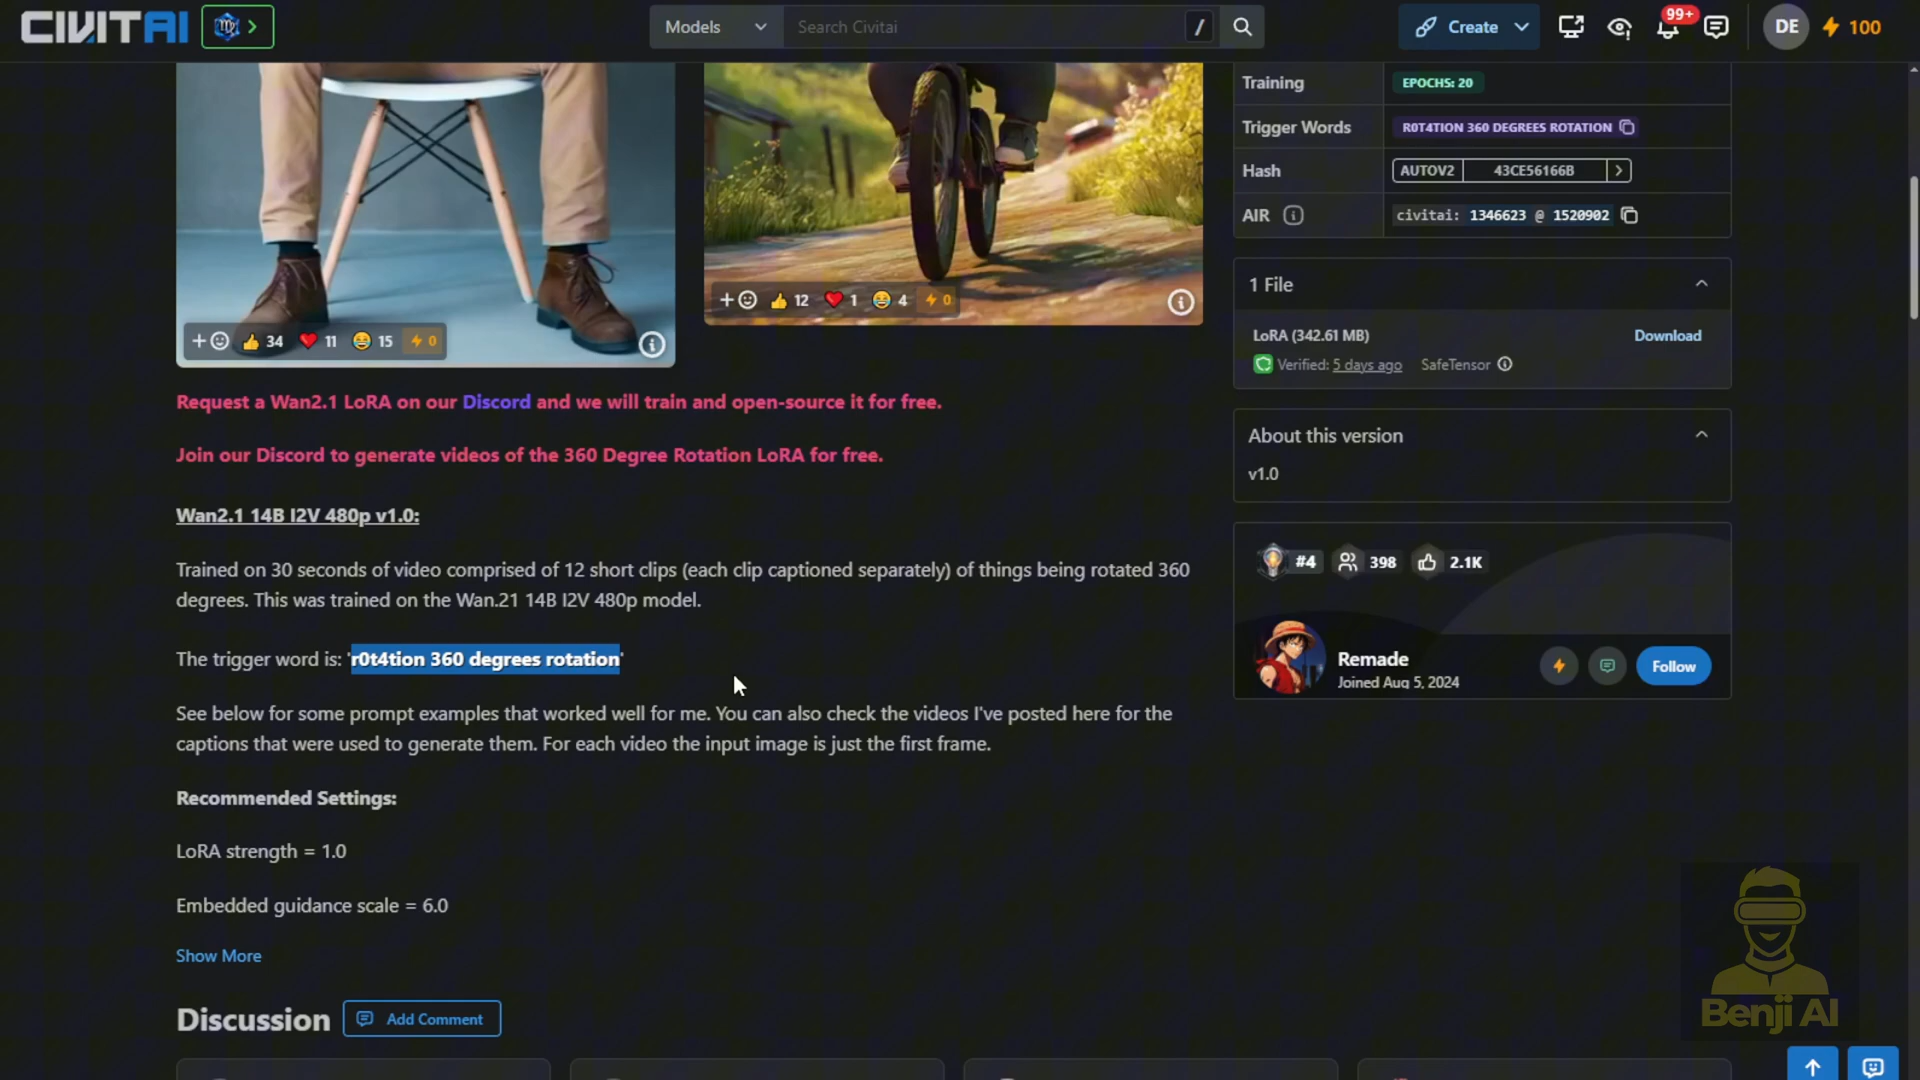 CIVITAI
Models
Search Civitai
/
Create
99+
DE
100
Training
EPOCHS: 20
Trigger Words
R0T4TION 360 DEGREES ROTATION
Hash
AUTOV2
43CE56166B
AIR
civitai: 1346623 @ 1520902
34
11
15
0
12
1
4
0
1 File
LoRA (342.61 MB)
Download
Verified: 5 days ago
SafeTensor
About this version
v1.0
#4
398
2.1K
Remade
Joined Aug 5, 2024
Follow
Request a Wan2.1 LoRA on our Discord and we will train and open-source it for free.
Join our Discord to generate videos of the 360 Degree Rotation LoRA for free.
Wan2.1 14B I2V 480p v1.0:
Trained on 30 seconds of video comprised of 12 short clips (each clip captioned separately) of things being rotated 360
degrees. This was trained on the Wan.21 14B I2V 480p model.
The trigger word is: 'r0t4tion 360 degrees rotation'
See below for some prompt examples that worked well for me. You can also check the videos I've posted here for the
captions that were used to generate them. For each video the input image is just the first frame.
Recommended Settings:
LoRA strength = 1.0
Embedded guidance scale = 6.0
Show More
Discussion
Add Comment
Benji AI